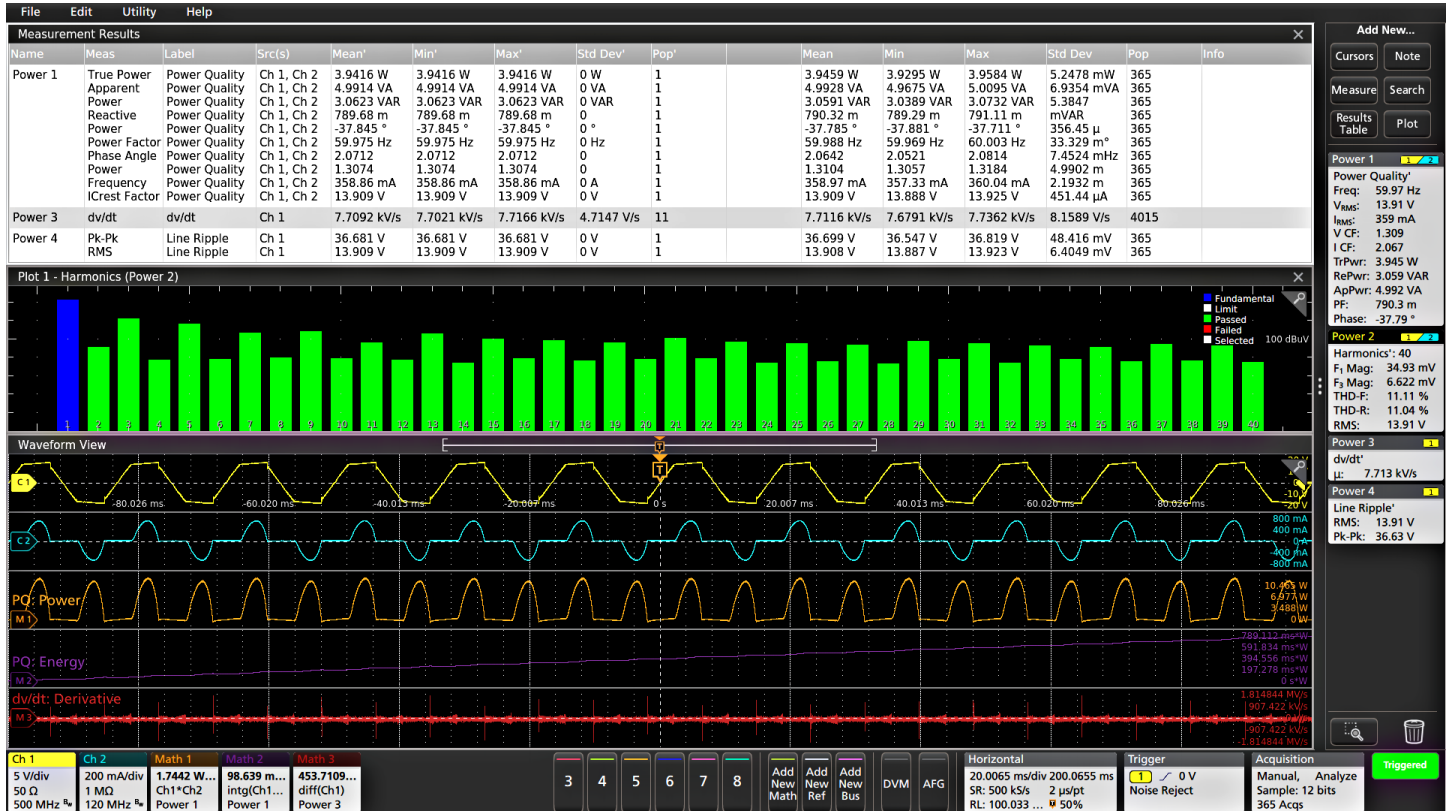 File Edit Utility Help
Measurement Results
Name Meas Label Src(s) Mean' Min' Max' Std Dev' Pop' Mean Min Max Std Dev Pop Info
Power 1 True Power Power Quality Ch 1, Ch 2 3.9416 W 3.9416 W 3.9416 W 0 W 1 3.9459 W 3.9295 W 3.9584 W 5.2478 mW 365
Apparent Power Quality Ch 1, Ch 2 4.9914 VA 4.9914 VA 4.9914 VA 0 VA 1 4.9928 VA 4.9675 VA 5.0095 VA 6.9354 mVA 365
Power Power Quality Ch 1, Ch 2 3.0623 VAR 3.0623 VAR 3.0623 VAR 0 VAR 1 3.0591 VAR 3.0389 VAR 3.0732 VAR 5.3847 365
Reactive Power Quality Ch 1, Ch 2 789.68 m 789.68 m 789.68 m 0 1 790.32 m 789.29 m 791.11 m mVAR 365
Power Power Quality Ch 1, Ch 2 -37.845 ° -37.845 ° -37.845 ° 0 ° 1 -37.785 ° -37.881 ° -37.711 ° 356.45 µ 365
Power Factor Power Quality Ch 1, Ch 2 59.975 Hz 59.975 Hz 59.975 Hz 0 Hz 1 59.988 Hz 59.969 Hz 60.003 Hz 33.329 m° 365
Phase Angle Power Quality Ch 1, Ch 2 2.0712 2.0712 2.0712 0 1 2.0642 2.0521 2.0814 7.4524 mHz 365
Power Power Quality Ch 1, Ch 2 1.3074 1.3074 1.3074 0 1 1.3104 1.3057 1.3184 4.9902 m 365
Frequency Power Quality Ch 1, Ch 2 358.86 mA 358.86 mA 358.86 mA 0 A 1 358.97 mA 357.33 mA 360.04 mA 2.1932 m 365
ICrest Factor Power Quality Ch 1, Ch 2 13.909 V 13.909 V 13.909 V 0 V 1 13.909 V 13.888 V 13.925 V 451.44 µA 365
Power 3 dv/dt dv/dt Ch 1 7.7092 kV/s 7.7021 kV/s 7.7166 kV/s 4.7147 V/s 11 7.7116 kV/s 7.6791 kV/s 7.7362 kV/s 8.1589 V/s 4015
Power 4 Pk-Pk Line Ripple Ch 1 36.681 V 36.681 V 36.681 V 0 V 1 36.699 V 36.547 V 36.819 V 48.416 mV 365
RMS Line Ripple Ch 1 13.909 V 13.909 V 13.909 V 0 V 1 13.908 V 13.887 V 13.923 V 6.4049 mV 365
Plot 1 - Harmonics (Power 2)
Fundamental
Limit
Passed
Failed
Selected
100 dBuV
1 2 3 4 5 6 7 8 9 10 11 12 13 14 15 16 17 18 19 20 21 22 23 24 25 26 27 28 29 30 31 32 33 34 35 36 37 38 39 40
Waveform View
T
T
C 1
-10 V
-20 V
-80.026 ms -60.020 ms -40.013 ms -20.007 ms 0 s 20.007 ms 40.013 ms 60.020 ms 80.026 ms
C 2
800 mA
400 mA
0 A
-400 mA
-800 mA
PQ: Power
M 1
10.465 W
6.977 W
3.488 W
0 W
PQ: Energy
M 2
789.112 ms*W
591.834 ms*W
394.556 ms*W
197.278 ms*W
0 s*W
dv/dt: Derivative
M 3
1.814844 MV/s
907.422 kV/s
-907.422 kV/s
-1.814844 MV/s
Add New...
Cursors Note
Measure Search
Results Table Plot
Power 1 1 2
Power Quality'
Freq: 59.97 Hz
VRMS: 13.91 V
IRMS: 359 mA
V CF: 1.309
I CF: 2.067
TrPwr: 3.945 W
RePwr: 3.059 VAR
ApPwr: 4.992 VA
PF: 790.3 m
Phase: -37.79 °
Power 2 1 2
Harmonics': 40
F1 Mag: 34.93 mV
F3 Mag: 6.622 mV
THD-F: 11.11 %
THD-R: 11.04 %
RMS: 13.91 V
Power 3 1
dv/dt'
µ: 7.713 kV/s
Power 4 1
Line Ripple'
RMS: 13.91 V
Pk-Pk: 36.63 V
Ch 1
5 V/div
50 Ω
500 MHz Bw
Ch 2
200 mA/div
1 MΩ
120 MHz Bw
Math 1
1.7442 W...
Ch1*Ch2
Power 1
Math 2
98.639 m...
intg(Ch1...
Power 1
Math 3
453.7109...
diff(Ch1)
Power 3
3 4 5 6 7 8
Add New Math
Add New Ref
Add New Bus
DVM
AFG
Horizontal
20.0065 ms/div 200.0655 ms
SR: 500 kS/s 2 µs/pt
RL: 100.033 ... 50%
Trigger
1 0 V
Noise Reject
Acquisition
Manual, Analyze
Sample: 12 bits
365 Acqs
Triggered